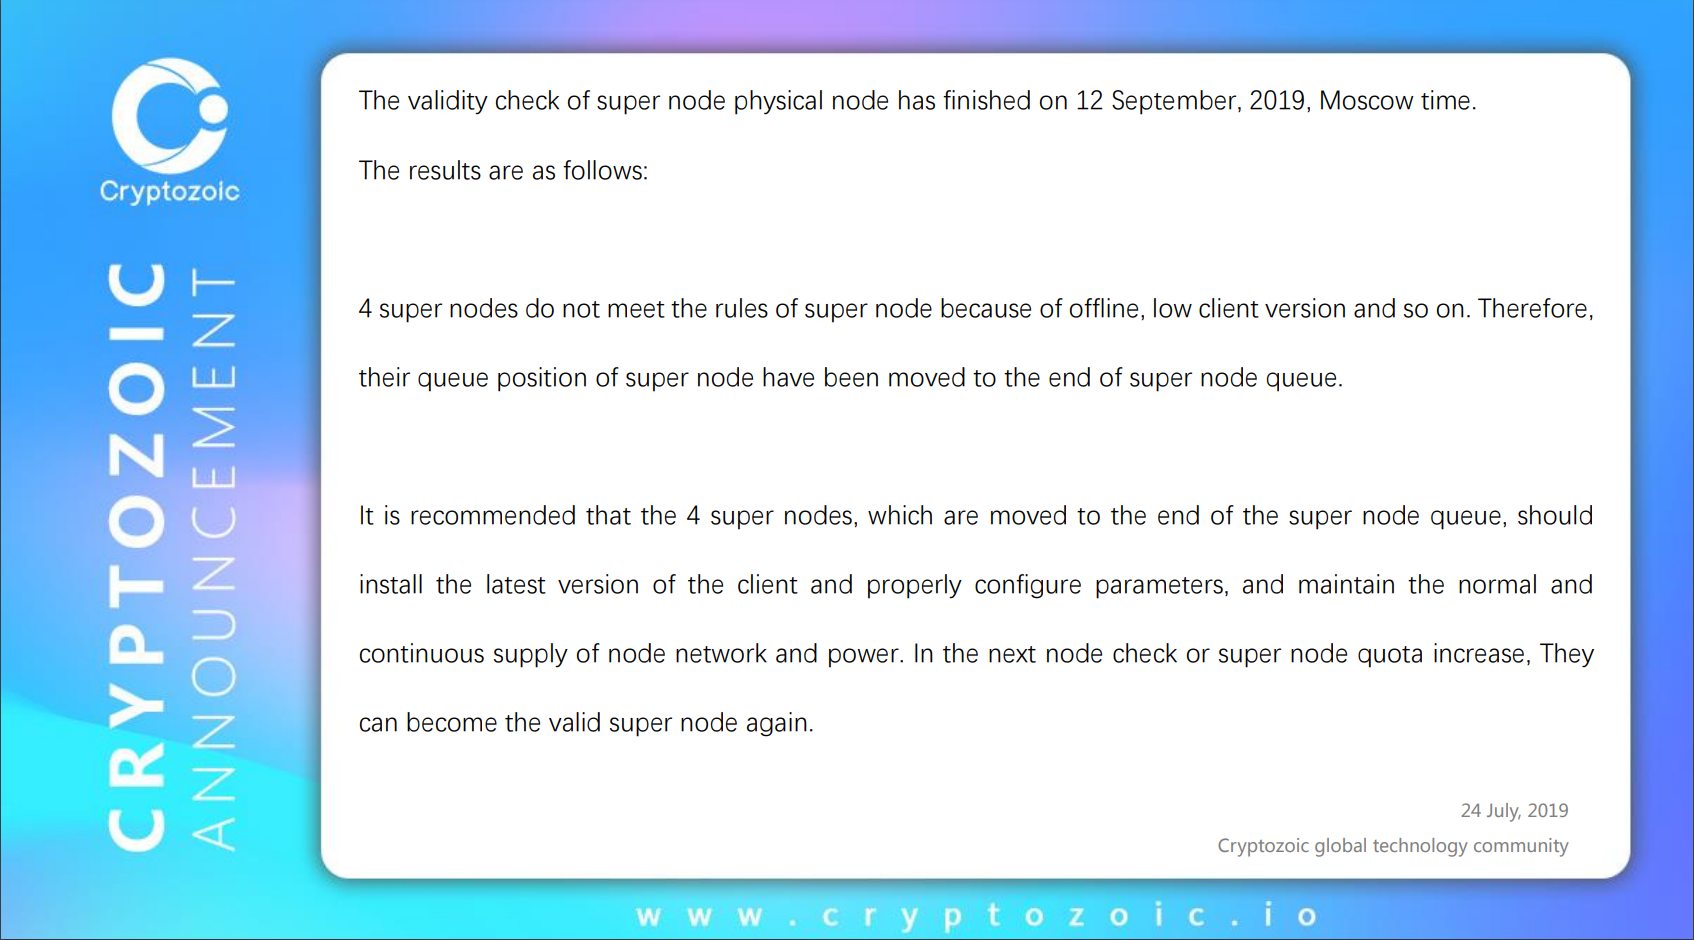 Cryptozoic
CRYPTOZOIC
ANNOUNCEMENT
The validity check of super node physical node has finished on 12 September, 2019, Moscow time.
The results are as follows:
4 super nodes do not meet the rules of super node because of offline, low client version and so on. Therefore,
their queue position of super node have been moved to the end of super node queue.
It is recommended that the 4 super nodes, which are moved to the end of the super node queue, should
install the latest version of the client and properly configure parameters, and maintain the normal and
continuous supply of node network and power. In the next node check or super node quota increase, They
can become the valid super node again.
24 July, 2019
Cryptozoic global technology community
www.cryptozoic.io